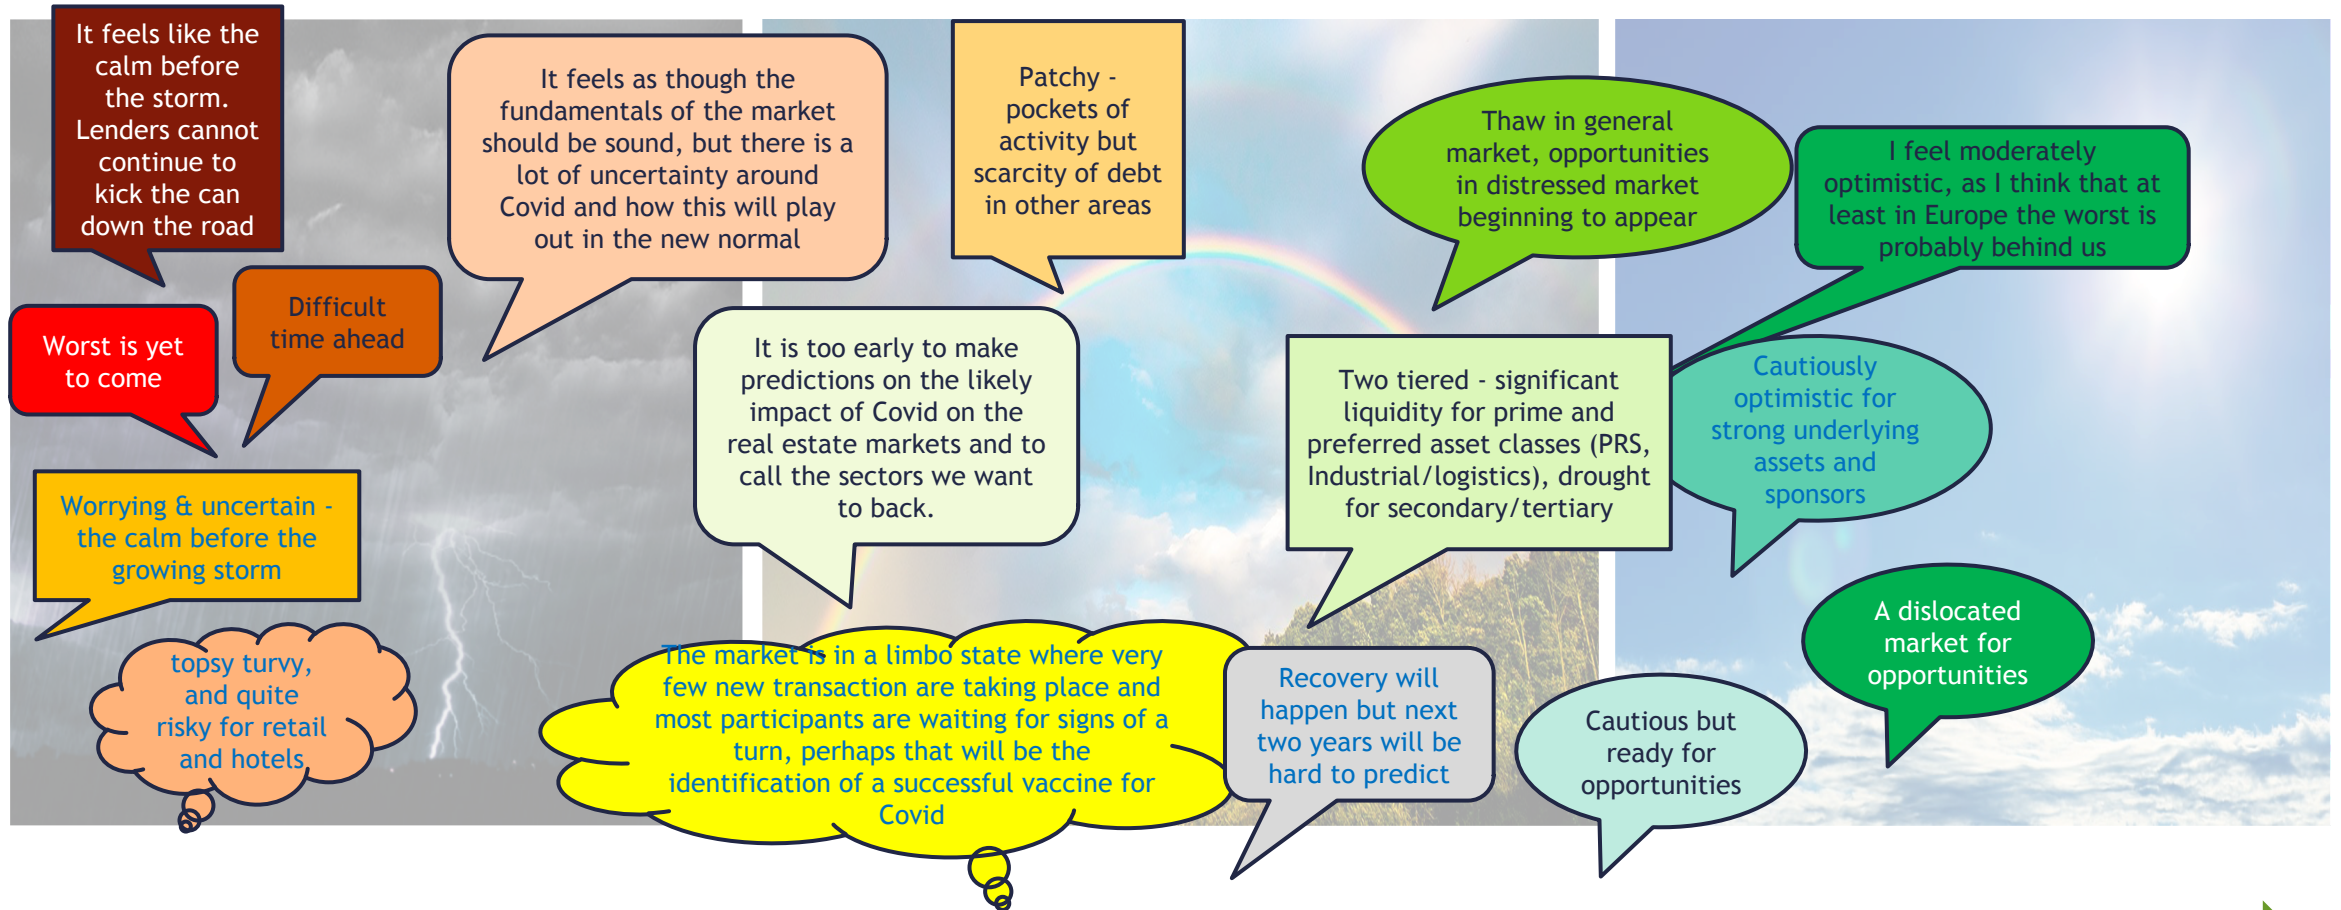 It feels like the
calm before
the storm.
Lenders cannot
continue to
kick the can
down the road
It feels as though the
fundamentals of the market
should be sound, but there is a
lot of uncertainty around
Covid and how this will play
out in the new normal
Patchy -
pockets of
activity but
scarcity of debt
in other areas
Thaw in general
market, opportunities
in distressed market
beginning to appear
I feel moderately
optimistic, as I think that at
least in Europe the worst is
probably behind us
Worst is yet
to come
Difficult
time ahead
It is too early to make
predictions on the likely
impact of Covid on the
real estate markets and to
call the sectors we want
to back.
Two tiered - significant
liquidity for prime and
preferred asset classes (PRS,
Industrial/logistics), drought
for secondary/tertiary
Cautiously
optimistic for
strong underlying
assets and
sponsors
Worrying & uncertain -
the calm before the
growing storm
topsy turvy,
and quite
risky for retail
and hotels
The market is in a limbo state where very
few new transaction are taking place and
most participants are waiting for signs of a
turn, perhaps that will be the
identification of a successful vaccine for
Covid
Recovery will
happen but next
two years will be
hard to predict
Cautious but
ready for
opportunities
A dislocated
market for
opportunities